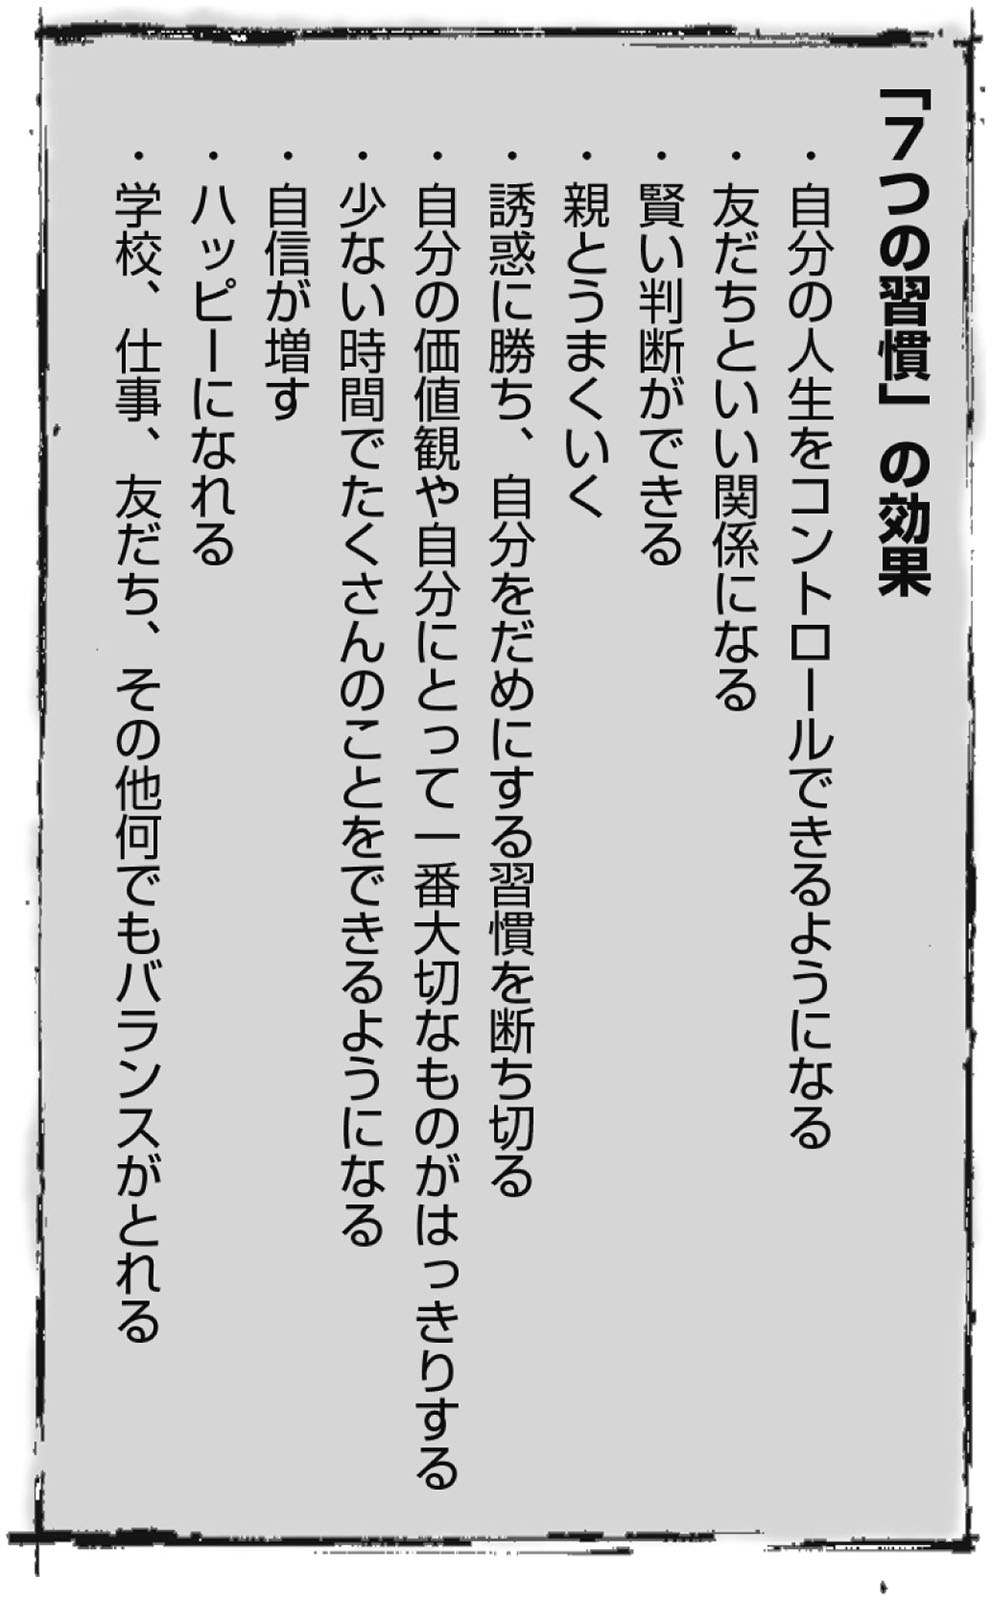 「7つの習慣」の効果
・自分の人生をコントロールできるようになる
・友だちといい関係になる
・賢い判断ができる
・親とうまくいく
・誘惑に勝ち、自分をだめにする習慣を断ち切る
・自分の価値観や自分にとって一番大切なものがはっきりする
・少ない時間でたくさんのことをできるようになる
・自信が増す
・ハッピーになれる
・学校、仕事、友だち、その他何でもバランスがとれる